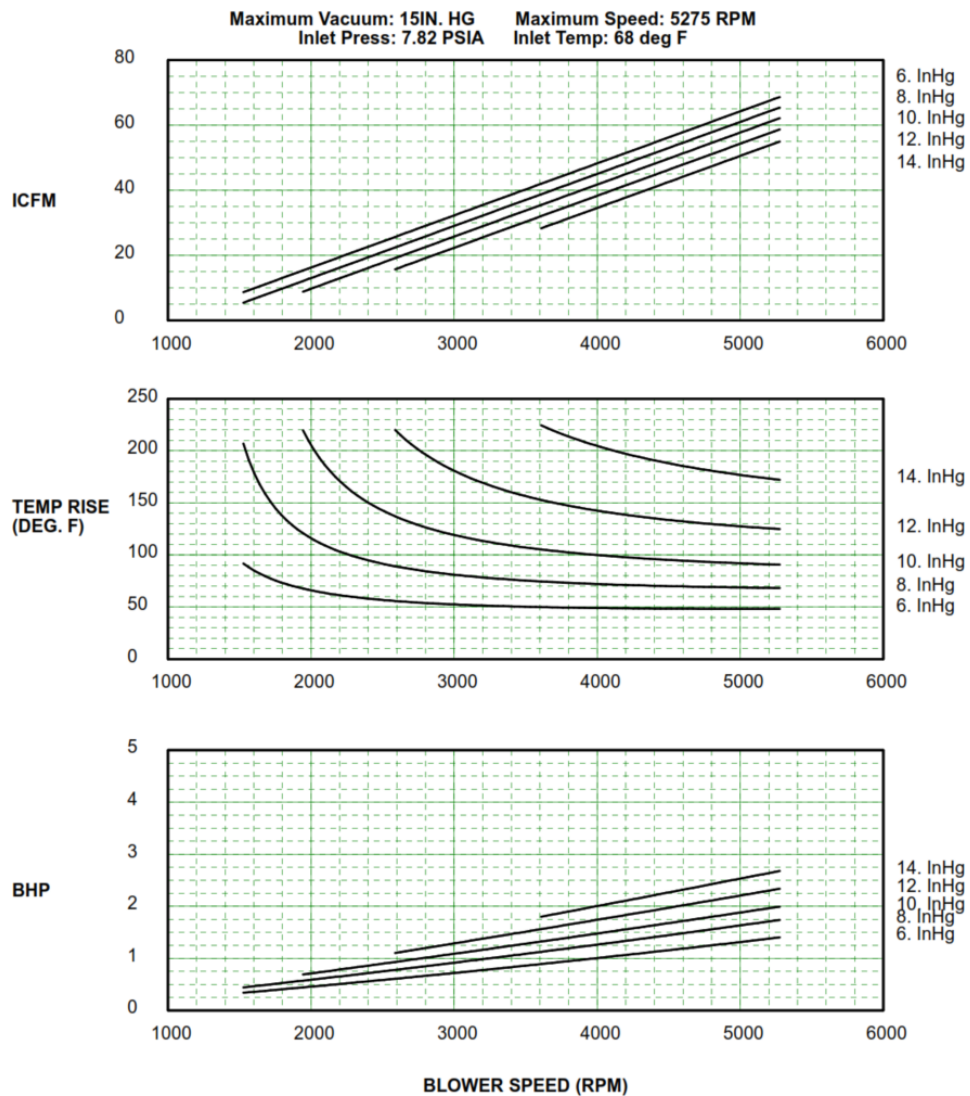 Maximum Vacuum: 15IN. HG Maximum Speed: 5275 RPM
Inlet Press: 7.82 PSIA Inlet Temp: 68 deg F
80
60
40
20
0
ICFM
6. InHg
8. InHg
10. InHg
12. InHg
14. InHg
1000 2000 3000 4000 5000 6000
250
200
150
100
50
0
TEMP RISE
(DEG. F)
14. InHg
12. InHg
10. InHg
8. InHg
6. InHg
1000 2000 3000 4000 5000 6000
5
4
3
2
1
0
BHP
14. InHg
12. InHg
10. InHg
8. InHg
6. InHg
1000 2000 3000 4000 5000 6000
BLOWER SPEED (RPM)